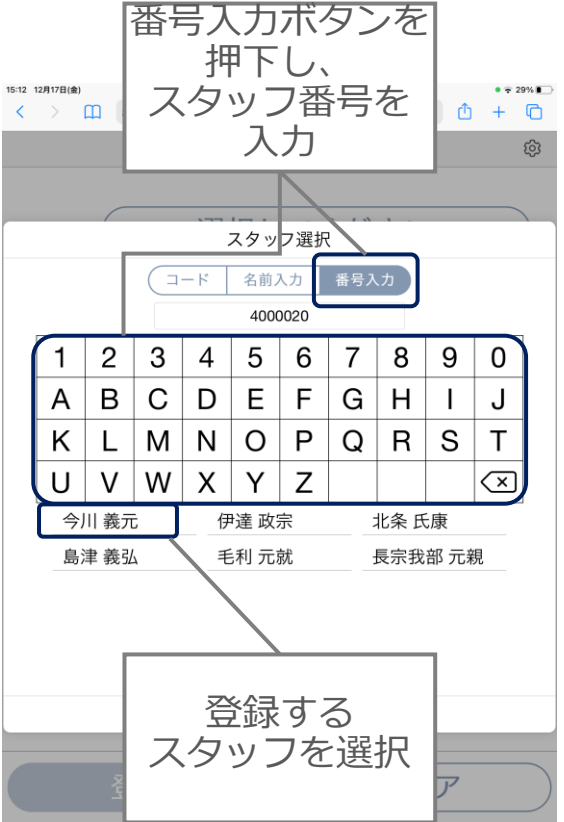 番号入力ボタンを
押下し、
スタッフ番号を
入力
15:12 12月17日(金)
29%
スタッフ選択
コード 名前入力 番号入力
4000020
1 2 3 4 5 6 7 8 9 0
A B C D E F G H I J
K L M N O P Q R S T
U V W X Y Z
今川 義元 伊達 政宗 北条 氏康
島津 義弘 毛利 元就 長宗我部 元親
登録する
スタッフを選択